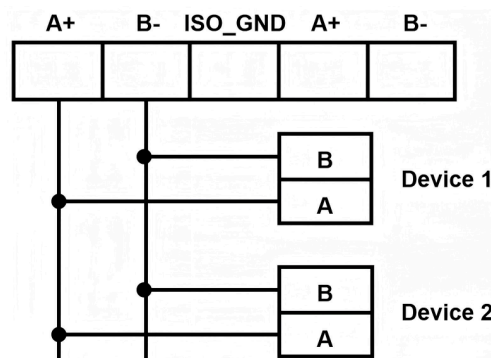 A+ B- ISO_GND A+ B-
B
Device 1
A
B
Device 2
A